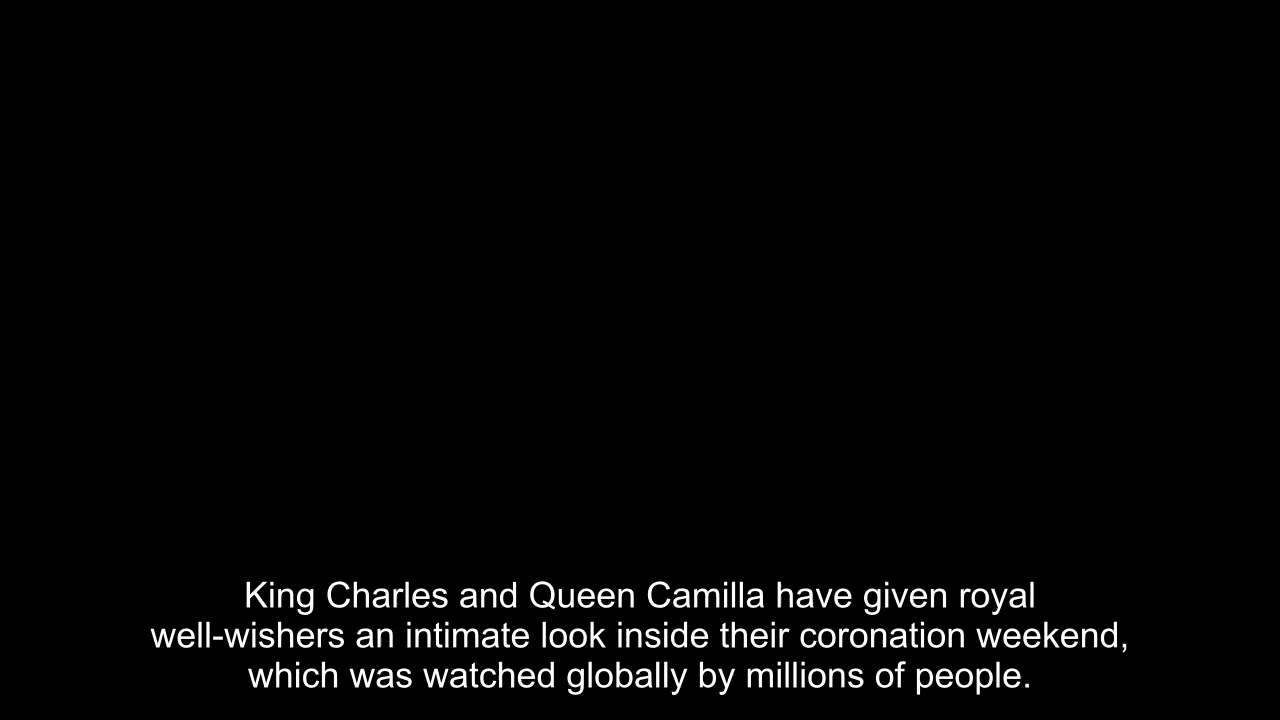 King Charles and Queen Camilla have given royal
well-wishers an intimate look inside their coronation weekend,
which was watched globally by millions of people.